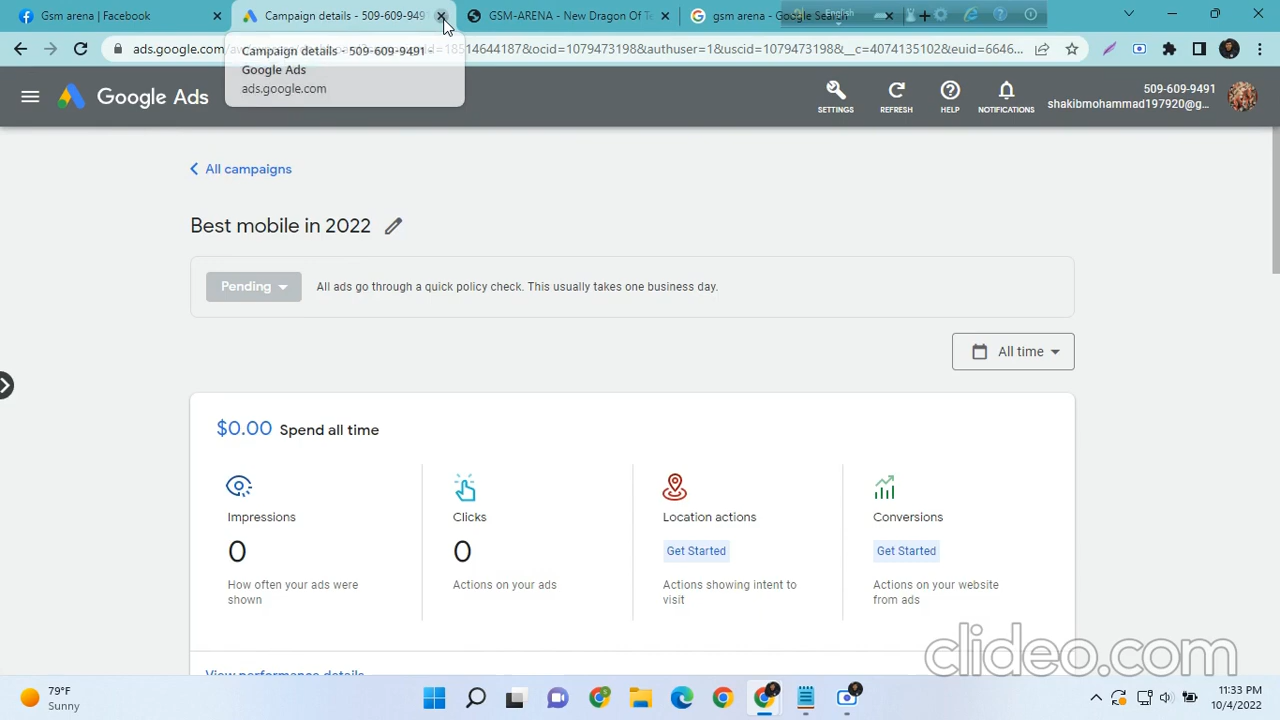 Gsm arena | Facebook
Campaign details - 509-609-9491
GSM-ARENA - New Dragon Of Te
gsm arena - Google Search
English
ads.google.com/
18514644187&ocid=1079473198&authuser=1&uscid=1079473198&__c=4074135102&euid=6646...
Campaign details - 509-609-9491 -
Google Ads
ads.google.com
Google Ads
SETTINGS
REFRESH
HELP
NOTIFICATIONS
509-609-9491
shakibmohammad197920@g...
All campaigns
Best mobile in 2022
Pending
All ads go through a quick policy check. This usually takes one business day.
All time
$0.00 Spend all time
Impressions
Clicks
Location actions
Conversions
0
0
Get Started
Get Started
How often your ads were
shown
Actions on your ads
Actions showing intent to
visit
Actions on your website
from ads
View performance details
clideo.com
79°F
Sunny
11:33 PM
10/4/2022